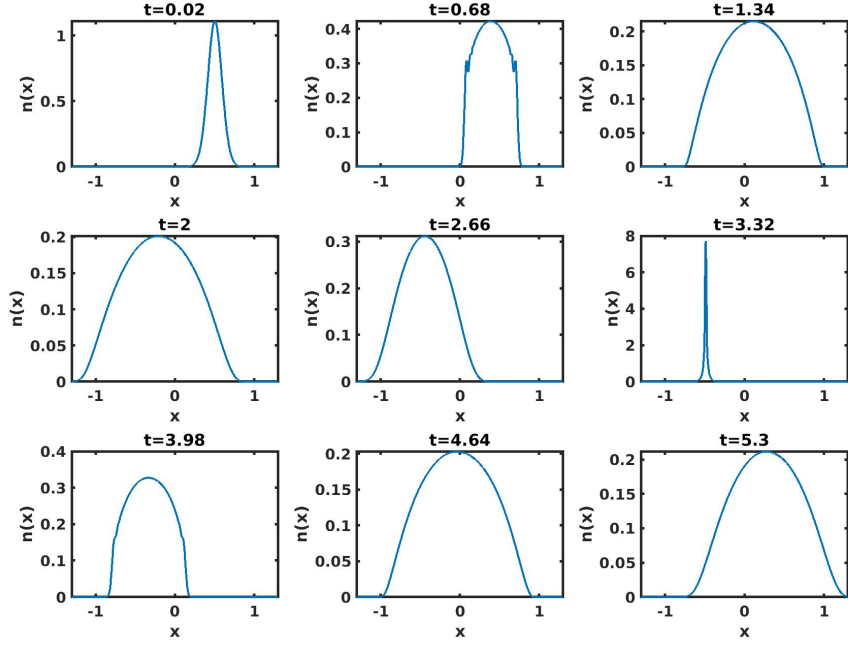 t=0.02
1
0.5
0
n(x)
-1 0 1
x
t=0.68
0.4
0.3
0.2
0.1
0
n(x)
-1 0 1
x
t=1.34
0.2
0.15
0.1
0.05
0
n(x)
-1 0 1
x
t=2
0.2
0.15
0.1
0.05
0
n(x)
-1 0 1
x
t=2.66
0.3
0.2
0.1
0
n(x)
-1 0 1
x
t=3.32
8
6
4
2
0
n(x)
-1 0 1
x
t=3.98
0.4
0.3
0.2
0.1
0
n(x)
-1 0 1
x
t=4.64
0.2
0.15
0.1
0.05
0
n(x)
-1 0 1
x
t=5.3
0.2
0.15
0.1
0.05
0
n(x)
-1 0 1
x